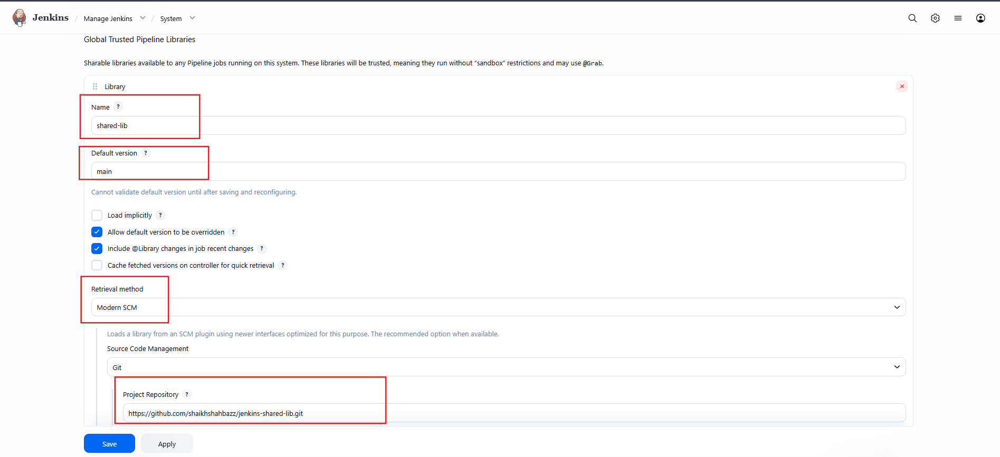 Jenkins / Manage Jenkins / System
Global Trusted Pipeline Libraries
Sharable libraries available to any Pipeline jobs running on this system. These libraries will be trusted, meaning they run without “sandbox” restrictions and may use @Grab.
Library
Name ?
shared-lib
Default version ?
main
Cannot validate default version until after saving and reconfiguring.
Load implicitly ?
Allow default version to be overridden ?
Include @Library changes in job recent changes ?
Cache fetched versions on controller for quick retrieval ?
Retrieval method
Modern SCM
Loads a library from an SCM plugin using newer interfaces optimized for this purpose. The recommended option when available.
Source Code Management
Git
Project Repository ?
https://github.com/shaikhshahbazz/jenkins-shared-lib.git
Save Apply